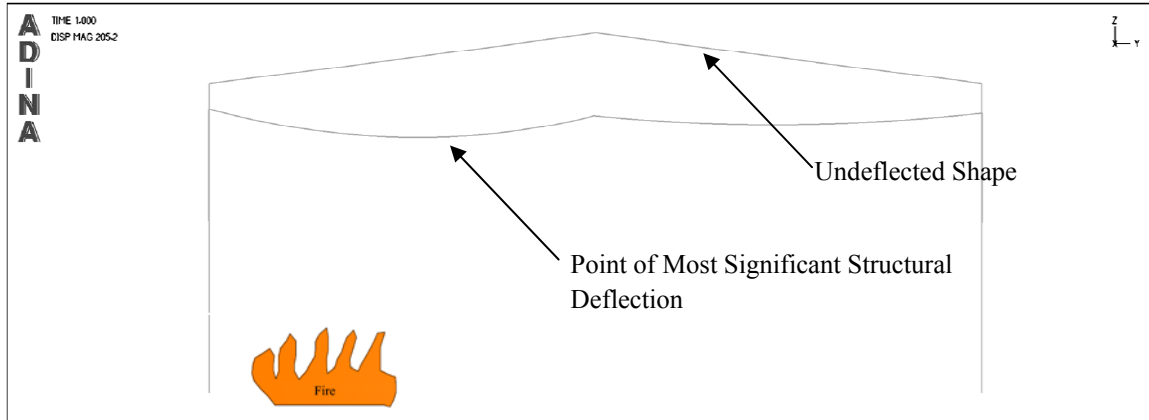 ADINA
TIME 1.000
DISP MAG 205.2
Z
X Y
Undeflected Shape
Point of Most Significant Structural
Deflection
Fire